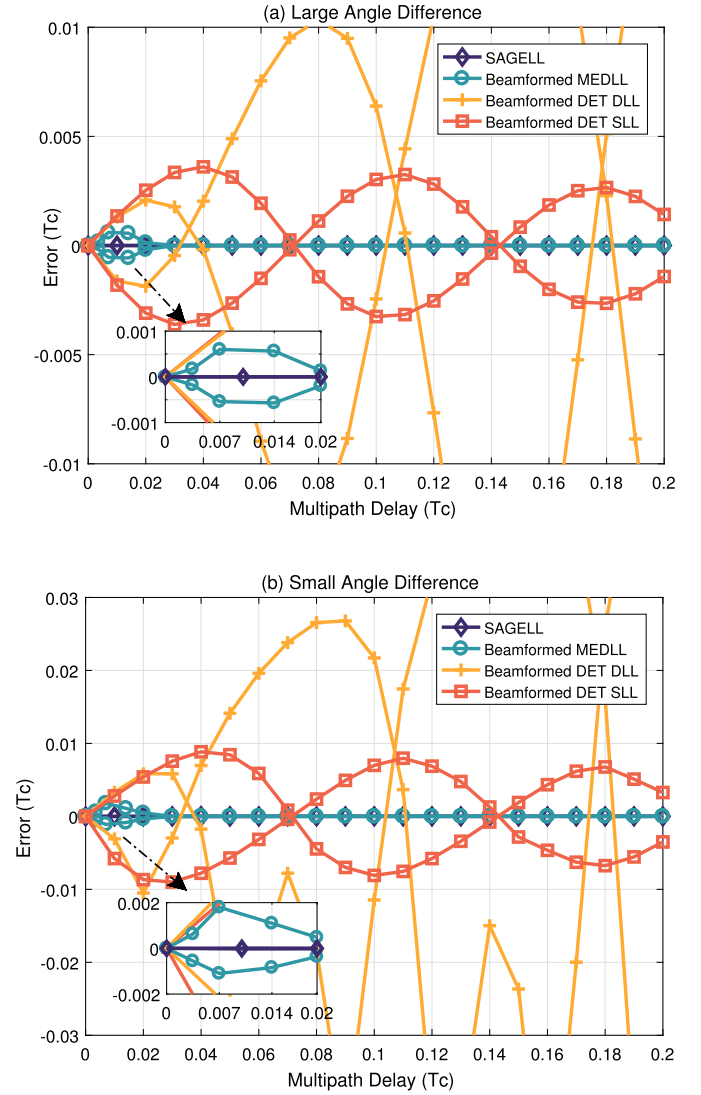 (a) Large Angle Difference
0.01
0.005
0
-0.005
-0.01
Error (Tc)
SAGELL
Beamformed MEDLL
Beamformed DET DLL
Beamformed DET SLL
0.001
0
-0.001
0 0.007 0.014 0.02
0 0.02 0.04 0.06 0.08 0.1 0.12 0.14 0.16 0.18 0.2
Multipath Delay (Tc)
(b) Small Angle Difference
0.03
0.02
0.01
0
-0.01
-0.02
-0.03
Error (Tc)
SAGELL
Beamformed MEDLL
Beamformed DET DLL
Beamformed DET SLL
0.002
0
-0.002
0 0.007 0.014 0.02
0 0.02 0.04 0.06 0.08 0.1 0.12 0.14 0.16 0.18 0.2
Multipath Delay (Tc)